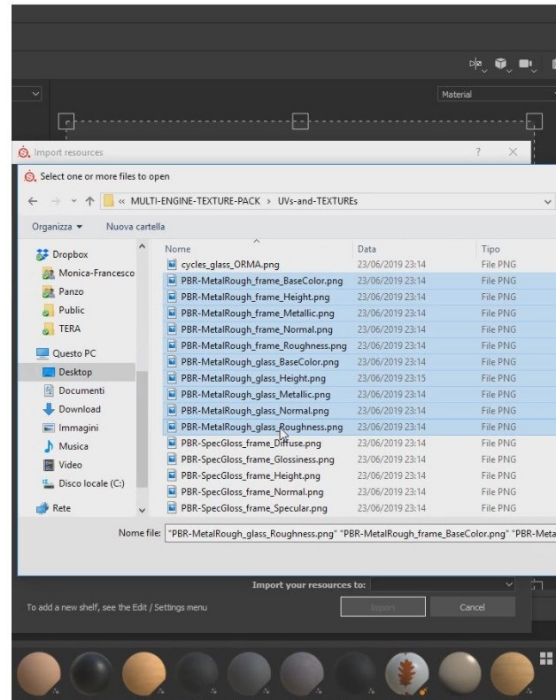 Material
Import resources
?
Select one or more files to open
« MULTI-ENGINE-TEXTURE-PACK > UVs-and-TEXTUREs
Organizza
Nuova cartella
Nome
Data
Tipo
Dropbox
Monica-Francesco
Panzo
Public
TERA
Questo PC
Desktop
Documenti
Download
Immagini
Musica
Video
Disco locale (C:)
Rete
cycles_glass_ORMA.png 23/06/2019 23:14 File PNG
PBR-MetalRough_frame_BaseColor.png 23/06/2019 23:14 File PNG
PBR-MetalRough_frame_Height.png 23/06/2019 23:14 File PNG
PBR-MetalRough_frame_Metallic.png 23/06/2019 23:14 File PNG
PBR-MetalRough_frame_Normal.png 23/06/2019 23:14 File PNG
PBR-MetalRough_frame_Roughness.png 23/06/2019 23:14 File PNG
PBR-MetalRough_glass_BaseColor.png 23/06/2019 23:14 File PNG
PBR-MetalRough_glass_Height.png 23/06/2019 23:15 File PNG
PBR-MetalRough_glass_Metallic.png 23/06/2019 23:14 File PNG
PBR-MetalRough_glass_Normal.png 23/06/2019 23:14 File PNG
PBR-MetalRough_glass_Roughness.png 23/06/2019 23:14 File PNG
PBR-SpecGloss_frame_Diffuse.png 23/06/2019 23:14 File PNG
PBR-SpecGloss_frame_Glossiness.png 23/06/2019 23:14 File PNG
PBR-SpecGloss_frame_Height.png 23/06/2019 23:14 File PNG
PBR-SpecGloss_frame_Normal.png 23/06/2019 23:14 File PNG
PBR-SpecGloss_frame_Specular.png 23/06/2019 23:14 File PNG
Nome file: "PBR-MetalRough_glass_Roughness.png" "PBR-MetalRough_frame_BaseColor.png" "PBR-Meta
Import your resources to:
To add a new shelf, see the Edit / Settings menu
Import
Cancel